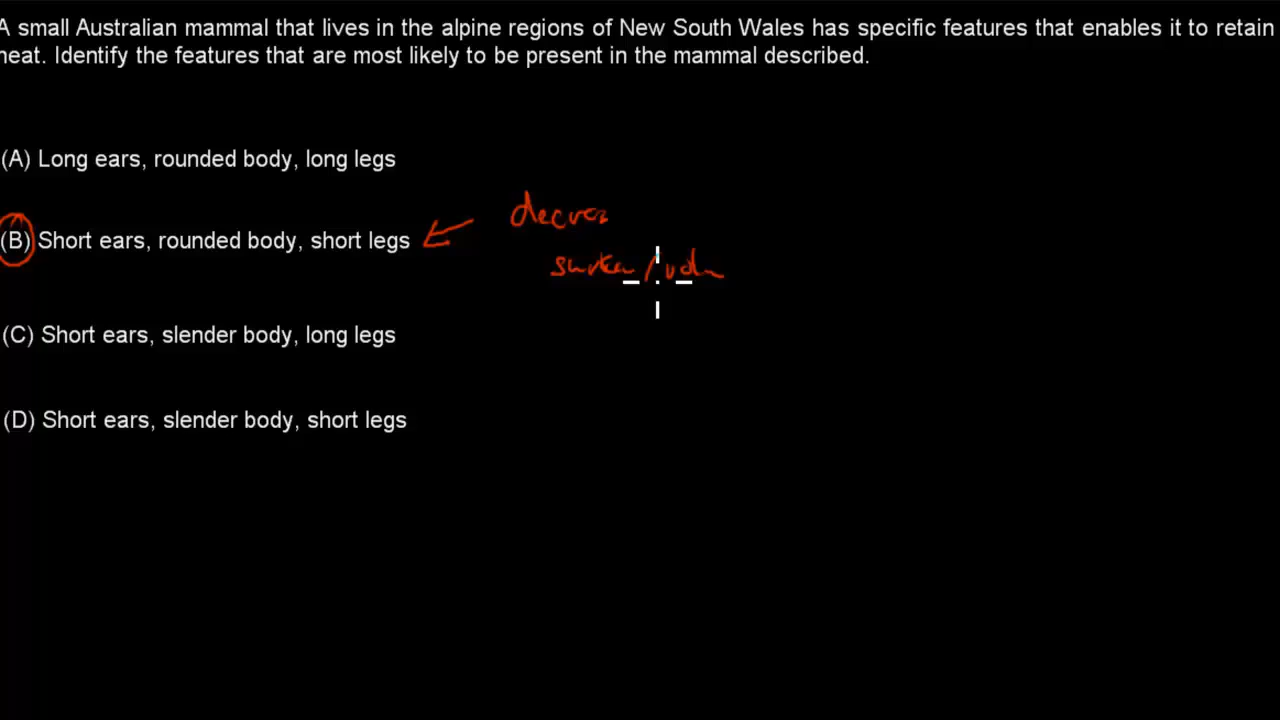 A small Australian mammal that lives in the alpine regions of New South Wales has specific features that enables it to retain
heat. Identify the features that are most likely to be present in the mammal described.
(A) Long ears, rounded body, long legs
(B) Short ears, rounded body, short legs
decrea
(C) Short ears, slender body, long legs
(D) Short ears, slender body, short legs